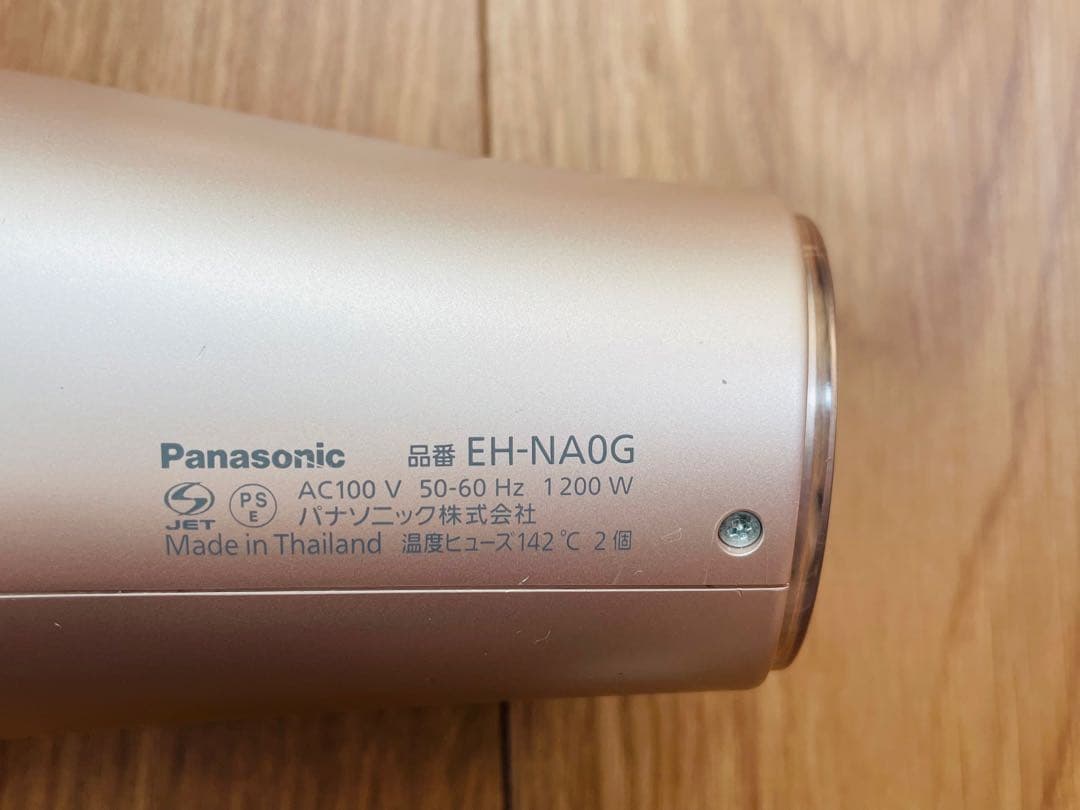 Panasonic 品番 EH-NA0G
S JET PS E AC100 V 50-60 Hz 1200 W
パナソニック株式会社
Made in Thailand 温度ヒューズ142℃ 2個